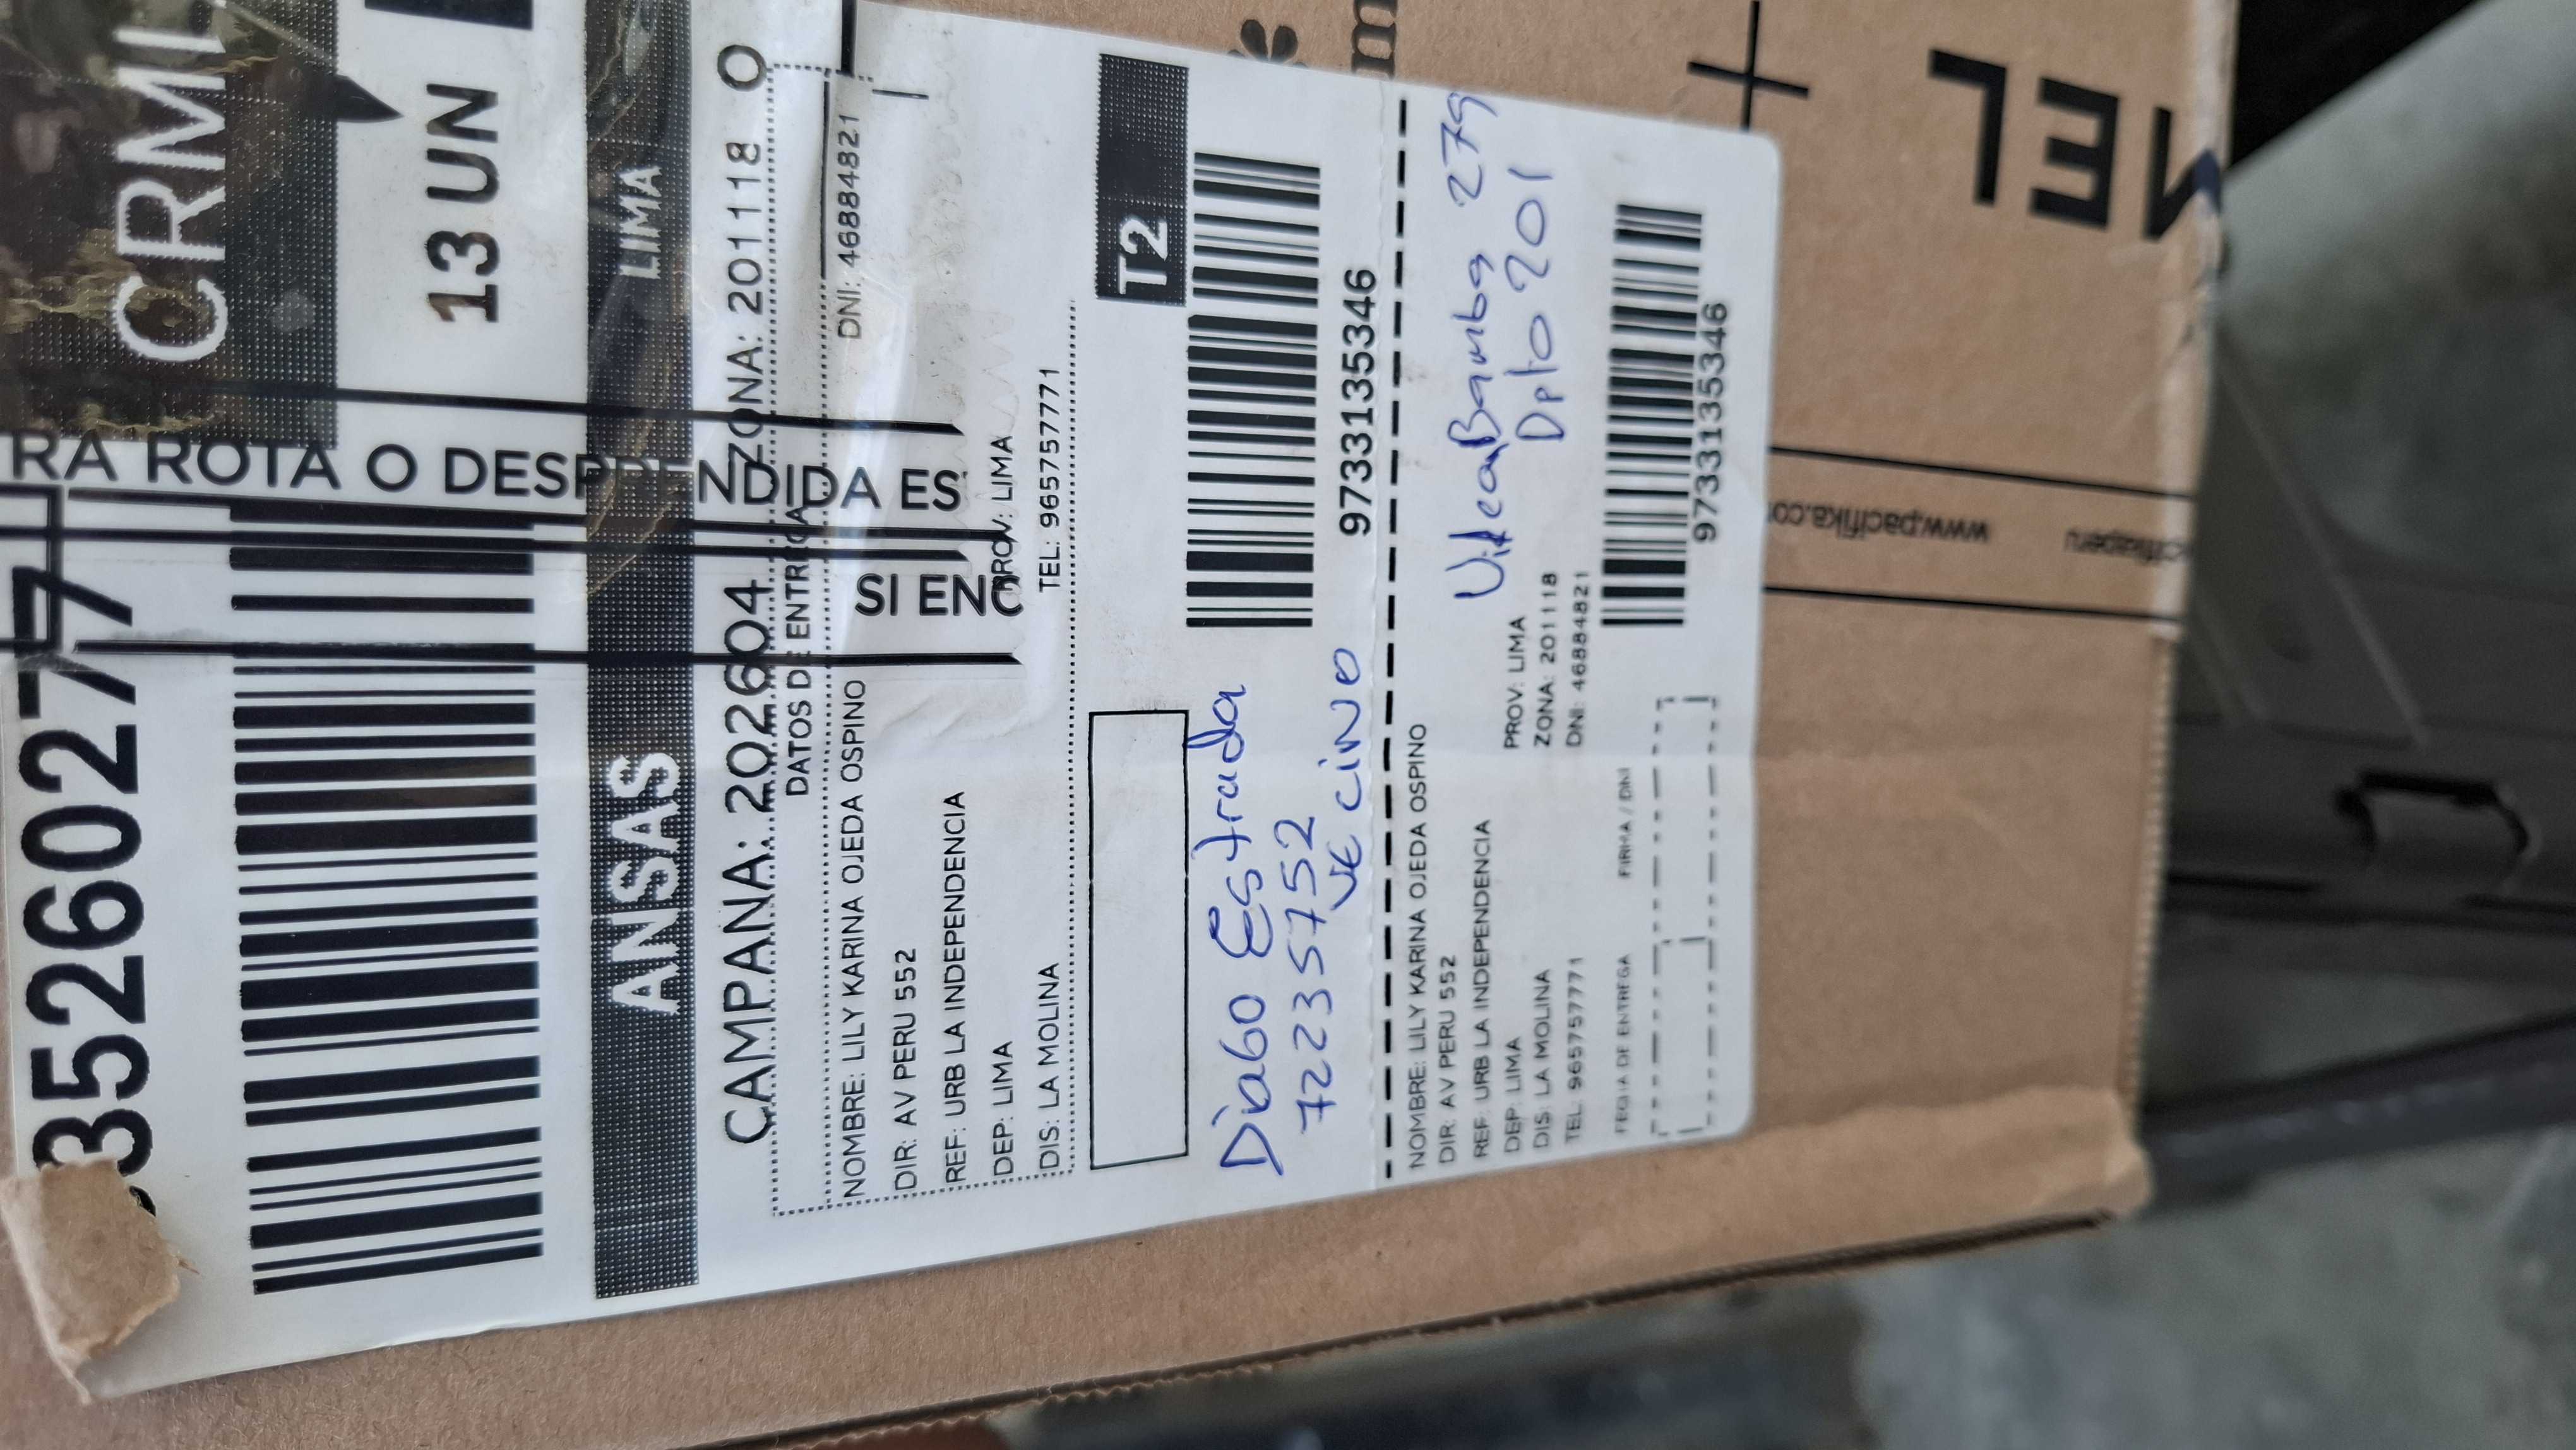 CRM
13 UN
3526027
RA ROTA O DESPRENDIDA ES
SI ENC
ANSAS LIMA
CAMPAÑA: 202604 ZONA: 201118 O
DATOS DE ENTREGA
NOMBRE: LILY KARINA OJEDA OSPINO DNI: 46884821
DIR: AV PERU 552
REF: URB LA INDEPENDENCIA
DEP: LIMA PROV: LIMA
DIS: LA MOLINA TEL: 965757771
T2
Diago Estrada
72235752
vecino
9733135346
NOMBRE: LILY KARINA OJEDA OSPINO
DIR: AV PERU 552
REF: URB LA INDEPENDENCIA
DEP: LIMA PROV: LIMA
DIS: LA MOLINA ZONA: 201118
TEL: 965757771 DNI: 46884821
VilcaBamba 279
Dpto 201
FECHA DE ENTREGA FIRMA / DNI
9733135346
www.pacifika.co